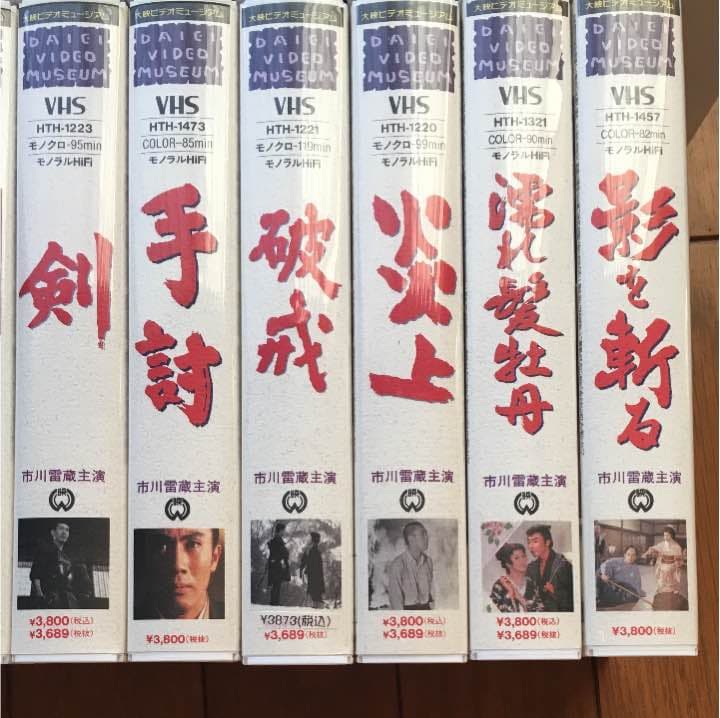 大映ビデオミュージアム
DAIEI
VIDEO
MUSEUM
VHS
HTH-1223
モノクロ-95min
モノラルHiFi
剣
市川雷蔵主演
¥3,800(税込)
¥3,689(税抜)
大映ビデオミュージアム
DAIEI
VIDEO
MUSEUM
VHS
HTH-1473
COLOR-85min
モノラルHiFi
手討
市川雷蔵主演
¥3,800(税抜)
大映ビデオミュージアム
DAIEI
VIDEO
MUSEUM
VHS
HTH-1221
モノクロ-119min
モノラルHiFi
破戒
市川雷蔵主演
¥3873(税込)
¥3,689(税抜)
大映ビデオミュージアム
DAIEI
VIDEO
MUSEUM
VHS
HTH-1220
モノクロ-99min
モノラルHiFi
炎上
市川雷蔵主演
¥3,800(税込)
¥3,689(税抜)
大映ビデオミュージアム
DAIEI
VIDEO
MUSEUM
VHS
HTH-1321
COLOR-90min
モノラルHiFi
濡れ髪牡丹
市川雷蔵主演
¥3,800(税込)
¥3,689(税抜)
大映ビデオミュージアム
DAIEI
VIDEO
MUSEUM
VHS
HTH-1457
COLOR-82min
モノラルHiFi
影を斬る
市川雷蔵主演
¥3,800(税抜)